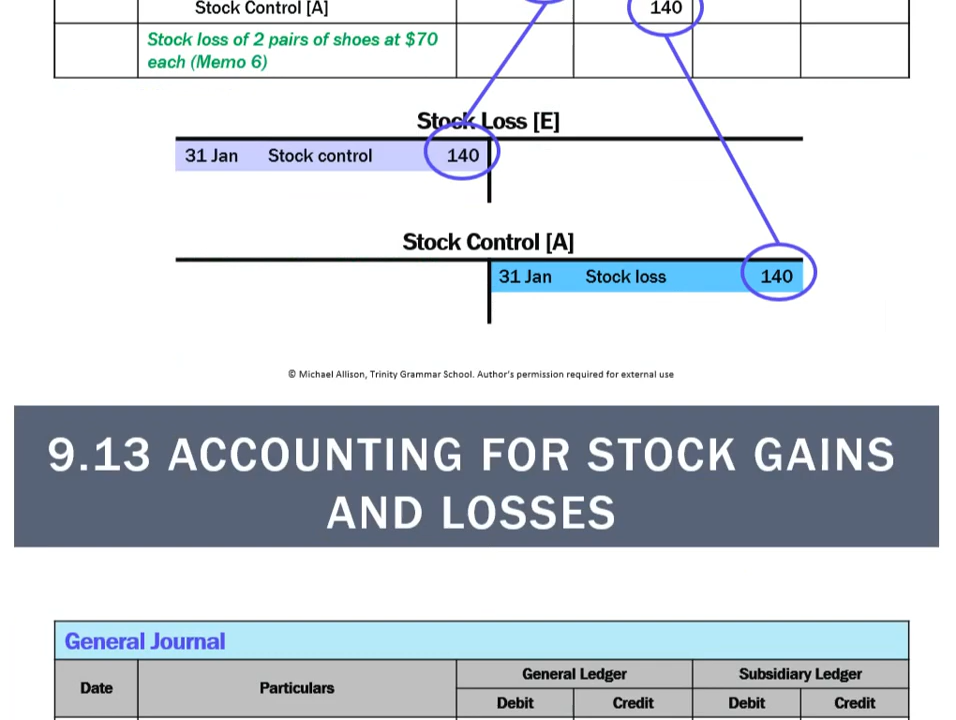 Stock Control [A] 140
Stock loss of 2 pairs of shoes at $70
each (Memo 6)
Stock Loss [E]
31 Jan Stock control 140
Stock Control [A]
31 Jan Stock loss 140
© Michael Allison, Trinity Grammar School. Author's permission required for external use
9.13 ACCOUNTING FOR STOCK GAINS
AND LOSSES
General Journal
Date Particulars General Ledger Subsidiary Ledger
Debit Credit Debit Credit